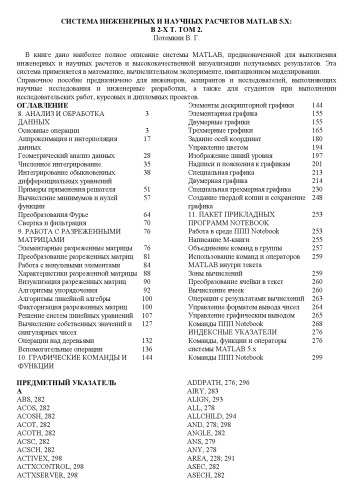 СИСТЕМА ИНЖЕНЕРНЫХ И НАУЧНЫХ РАСЧЕТОВ MATLAB 5.X:
В 2-Х Т. ТОМ 2.
Потемкин В. Г.
В книге дано наиболее полное описание системы MATLAB, предназначенной для выполнения
инженерных и научных расчетов и высококачественной визуализации получаемых результатов. Эта
система применяется в математике, вычислительном эксперименте, имитационном моделировании.
Справочное пособие предназначено для инженеров, аспирантов и исследователей, выполняющих
научные исследования и инженерные разработки, а также для студентов при выполнении
исследовательских работ, курсовых и дипломных проектов.
ОГЛАВЛЕНИЕ
8. АНАЛИЗ И ОБРАБОТКА 3
ДАННЫХ
Основные операции 3
Аппроксимация и интерполяция 17
данных
Геометрический анализ данных 28
Численное интегрирование. 35
Интегрирование обыкновенных 38
дифференциальных уравнений
Примеры применения решателя 51
Вычисление минимумов и нулей 57
функции
Преобразования Фурье 64
Свертка и фильтрация 70
9. РАБОТА С РАЗРЕЖЕННЫМИ 76
МАТРИЦАМИ
Элементарные разреженные матрицы 76
Преобразование разреженных матриц 81
Работа с ненулевыми элементами 84
Характеристики разреженной матрицы 88
Визуализация разреженных матриц 90
Алгоритмы упорядочения 92
Алгоритмы линейной алгебры 100
Факторизация разреженных матриц 100
Решение систем линейных уравнений 107
Вычисление собственных значений и 127
сингулярных чисел
Операции над деревьями 132
Вспомогательные операции 136
10. ГРАФИЧЕСКИЕ КОМАНДЫ И 144
ФУНКЦИИ
Элементы дескрипторной графики 144
Элементарная графика 155
Двумерные графики 155
Трехмерные графики 165
Задание осей координат 180
Управление цветом 194
Изображение линий уровня 197
Надписи и пояснения к графикам 201
Специальная графика 213
Двумерная графика 214
Специальная трехмерная графика 230
Создание твердой копии и сохранение 248
графика
11. ПАКЕТ ПРИКЛАДНЫХ 253
ПРОГРАММ NOTEBOOK
Работа в среде ППП Notebook 253
Написание М-книги 255
Объединение команд в группы 257
Использование команд и операторов 259
MATLAB внутри текста
Зоны вычислений 259
Преобразование ячейки в текст 260
Вычисление ячеек 260
Операции с результатами вычислений 263
Управление форматом вывода чисел 264
Управление графическим выводом 265
Команды ППП Notebook 268
ИНДЕКСНЫЕ УКАЗАТЕЛИ 276
Команды, функции и операторы 276
системы MATLAB 5.x
Команды ППП Notebook 299
ПРЕДМЕТНЫЙ УКАЗАТЕЛЬ
A
ABS, 282
ACOS, 282
ACOSH, 282
ACOT, 282
ACOTH, 282
ACSC, 282
ACSCH, 282
ACTIVEX, 298
ACTXCONTROL, 298
ACTXSERVER, 298
ADDPATH, 276; 296
AIRY, 283
ALIGN, 293
ALL, 278
ALLCHILD, 294
AND, 278; 298
ANGLE, 282
ANS, 279
ANY, 278
AREA, 228; 291
ASEC, 282
ASECH, 282